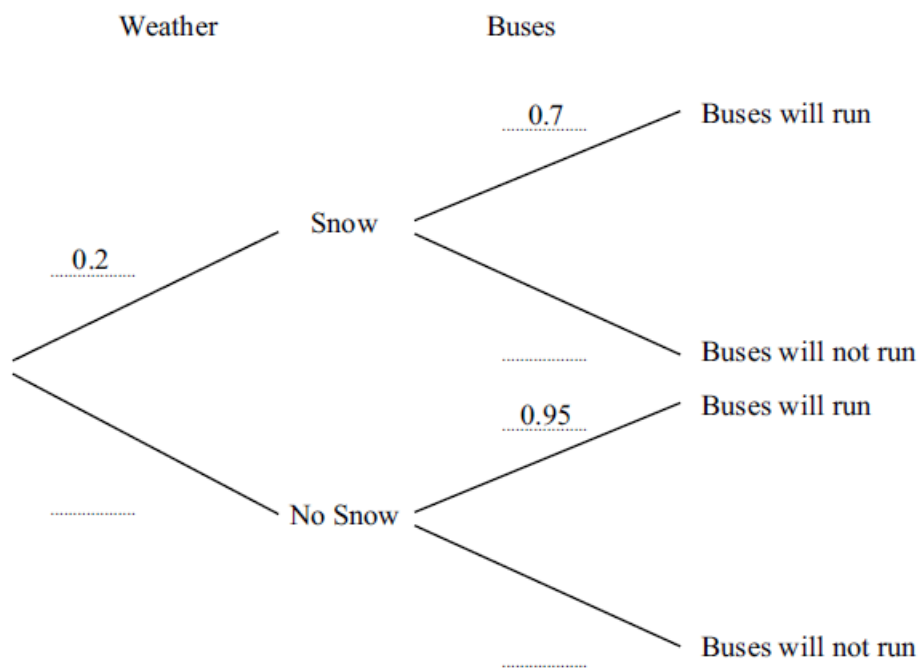 Weather Buses
0.7 Buses will run
Snow
0.2
Buses will not run
0.95 Buses will run
No Snow
Buses will not run